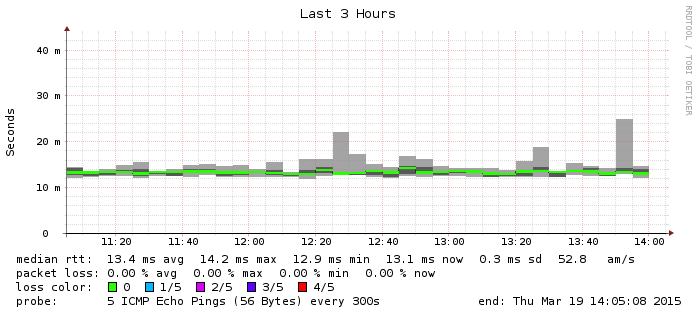 Last 3 Hours
RRDTOOL / TOBI OETIKER
Seconds
40 m
30 m
20 m
10 m
0
11:20 11:40 12:00 12:20 12:40 13:00 13:20 13:40 14:00
median rtt: 13.4 ms avg 14.2 ms max 12.9 ms min 13.1 ms now 0.3 ms sd 52.8 am/s
packet loss: 0.00 % avg 0.00 % max 0.00 % min 0.00 % now
loss color: 0 1/5 2/5 3/5 4/5
probe: 5 ICMP Echo Pings (56 Bytes) every 300s end: Thu Mar 19 14:05:08 2015